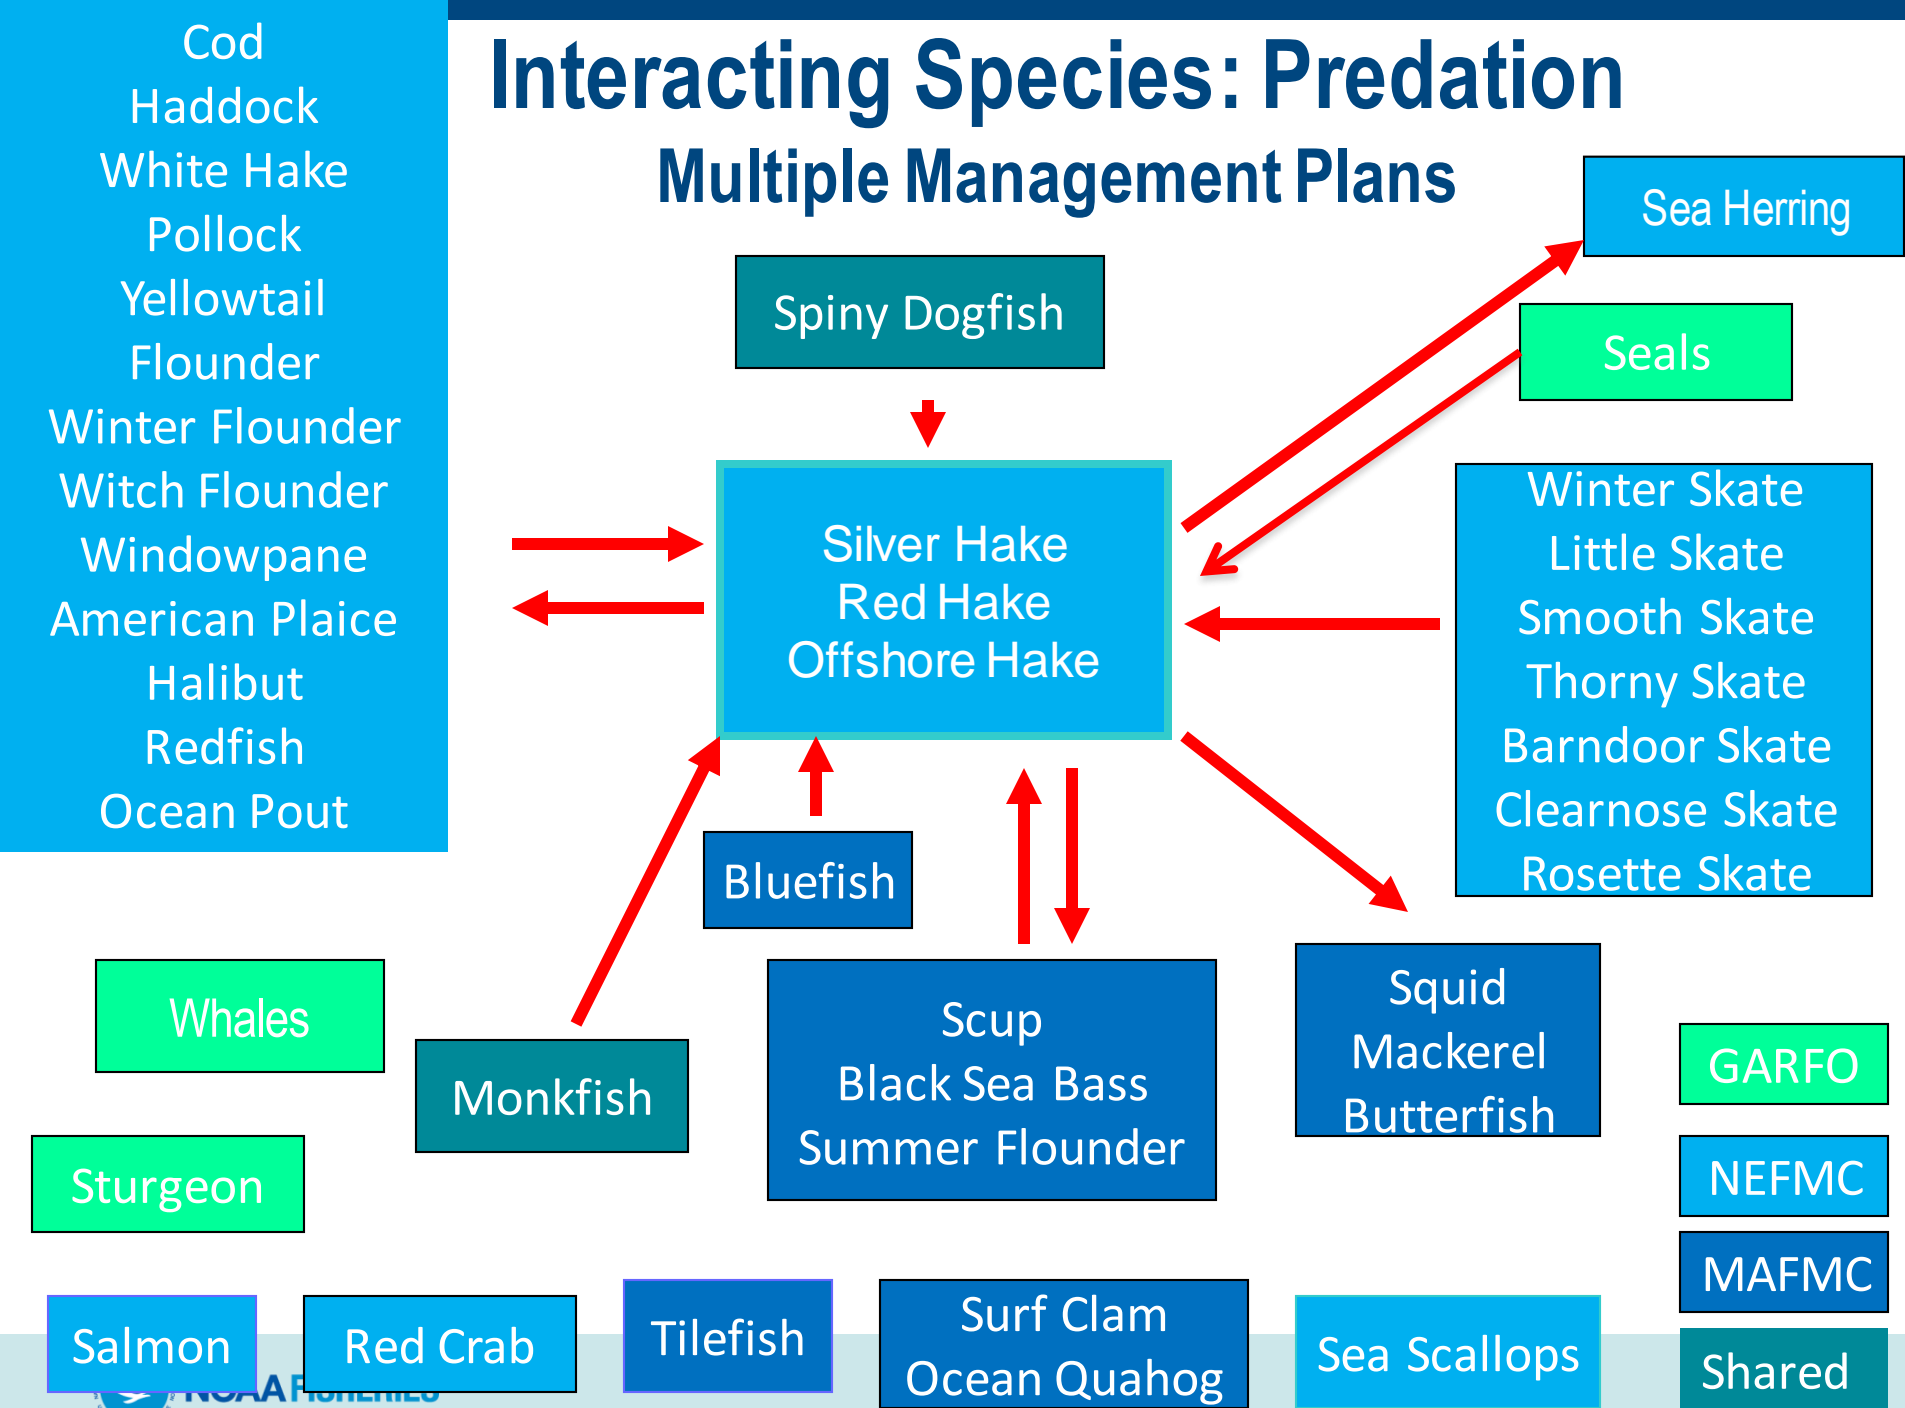 Interacting Species: Predation
Multiple Management Plans
Cod
Haddock
White Hake
Pollock
Yellowtail
Flounder
Winter Flounder
Witch Flounder
Windowpane
American Plaice
Halibut
Redfish
Ocean Pout
Sea Herring
Spiny Dogfish
Seals
Silver Hake
Red Hake
Offshore Hake
Winter Skate
Little Skate
Smooth Skate
Thorny Skate
Barndoor Skate
Clearnose Skate
Rosette Skate
Bluefish
Whales
Monkfish
Scup
Black Sea Bass
Summer Flounder
Squid
Mackerel
Butterfish
Sturgeon
GARFO
NEFMC
MAFMC
Shared
Salmon
Red Crab
Tilefish
Surf Clam
Ocean Quahog
Sea Scallops
NOAA FISHERIES